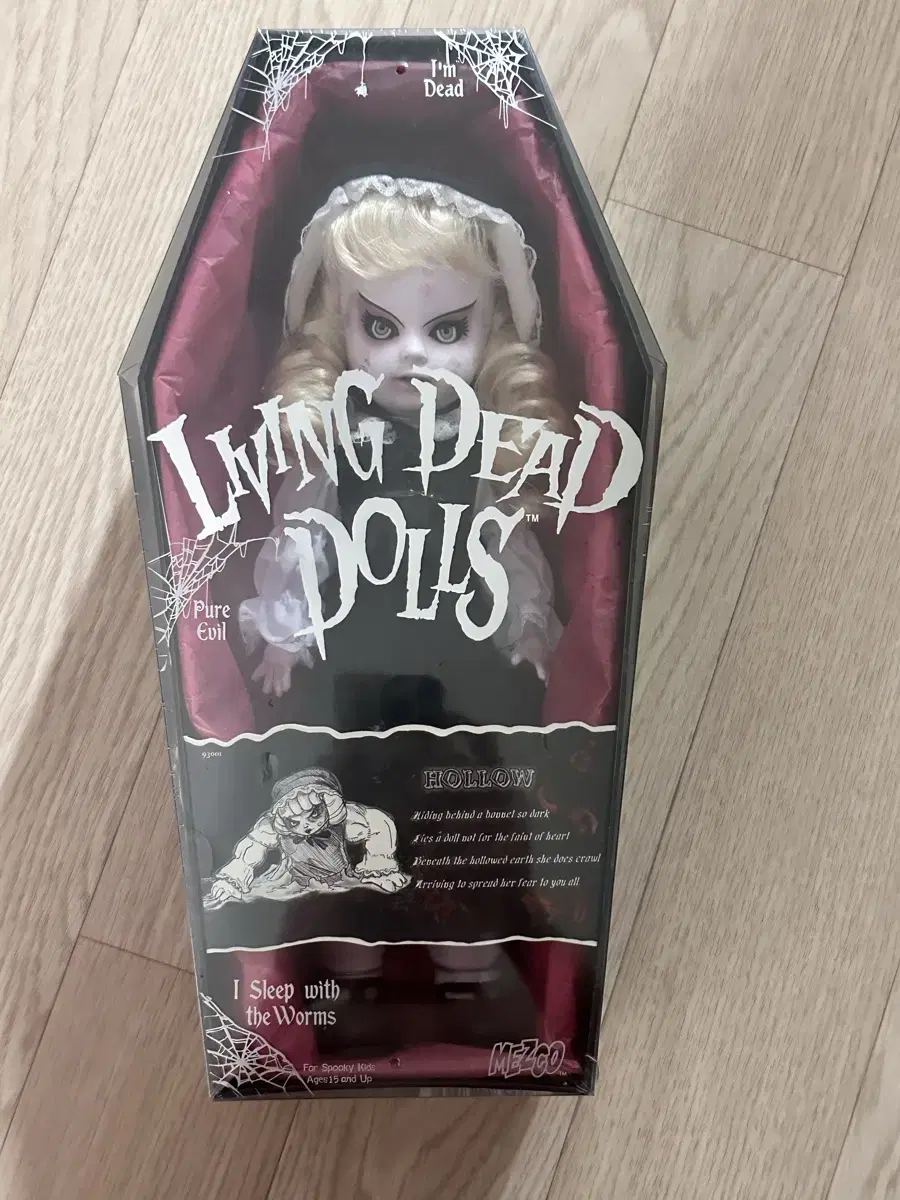 I'm
Dead
LIVING DEAD
DOLLS™
Pure
Evil
93001
HOLLOW
Hiding behind a bonnet so dark
Lies a doll not for the faint of heart
Beneath the hollowed earth she does crawl
Arriving to spread her fear to you all
I Sleep with
the Worms
For Spooky Kids
Ages 15 and Up
MEZCO™